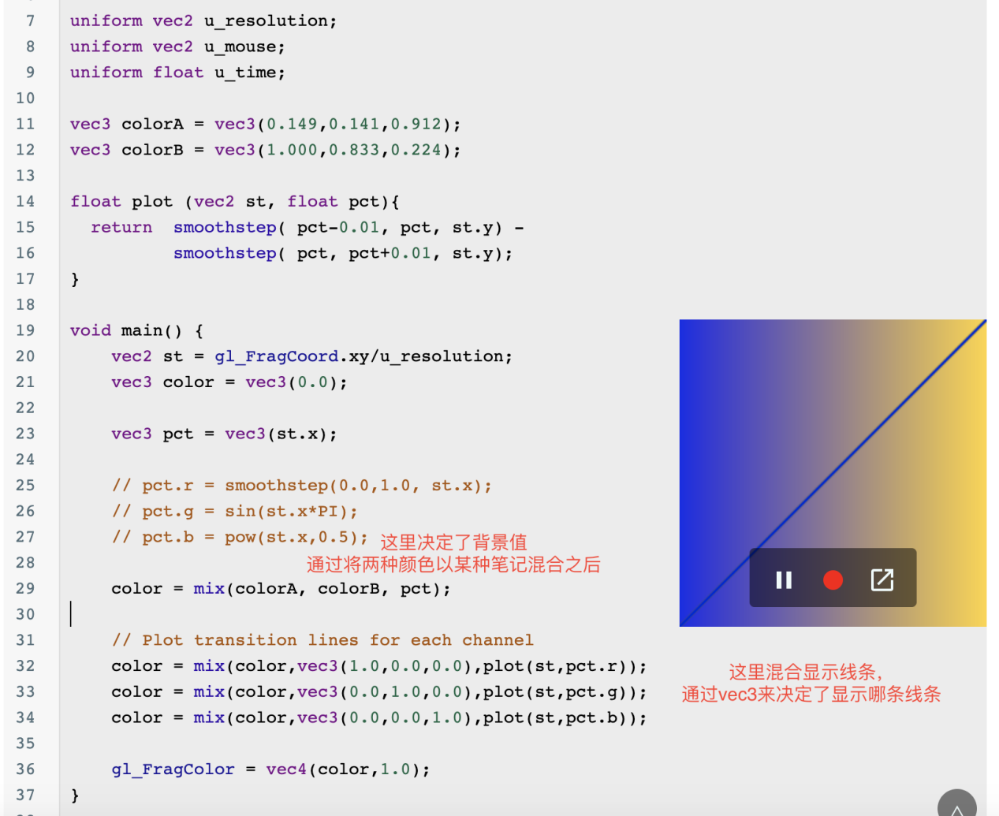 7 uniform vec2 u_resolution;
8 uniform vec2 u_mouse;
9 uniform float u_time;
10
11 vec3 colorA = vec3(0.149,0.141,0.912);
12 vec3 colorB = vec3(1.000,0.833,0.224);
13
14 float plot (vec2 st, float pct){
15   return  smoothstep( pct-0.01, pct, st.y) -
16           smoothstep( pct, pct+0.01, st.y);
17 }
18
19 void main() {
20     vec2 st = gl_FragCoord.xy/u_resolution;
21     vec3 color = vec3(0.0);
22
23     vec3 pct = vec3(st.x);
24
25     // pct.r = smoothstep(0.0,1.0, st.x);
26     // pct.g = sin(st.x*PI);
27     // pct.b = pow(st.x,0.5);
这里决定了背景值
28
通过将两种颜色以某种笔记混合之后
29     color = mix(colorA, colorB, pct);
30
31     // Plot transition lines for each channel
32     color = mix(color,vec3(1.0,0.0,0.0),plot(st,pct.r));
33     color = mix(color,vec3(0.0,1.0,0.0),plot(st,pct.g));
34     color = mix(color,vec3(0.0,0.0,1.0),plot(st,pct.b));
这里混合显示线条,
通过vec3来决定了显示哪条线条
35
36     gl_FragColor = vec4(color,1.0);
37 }